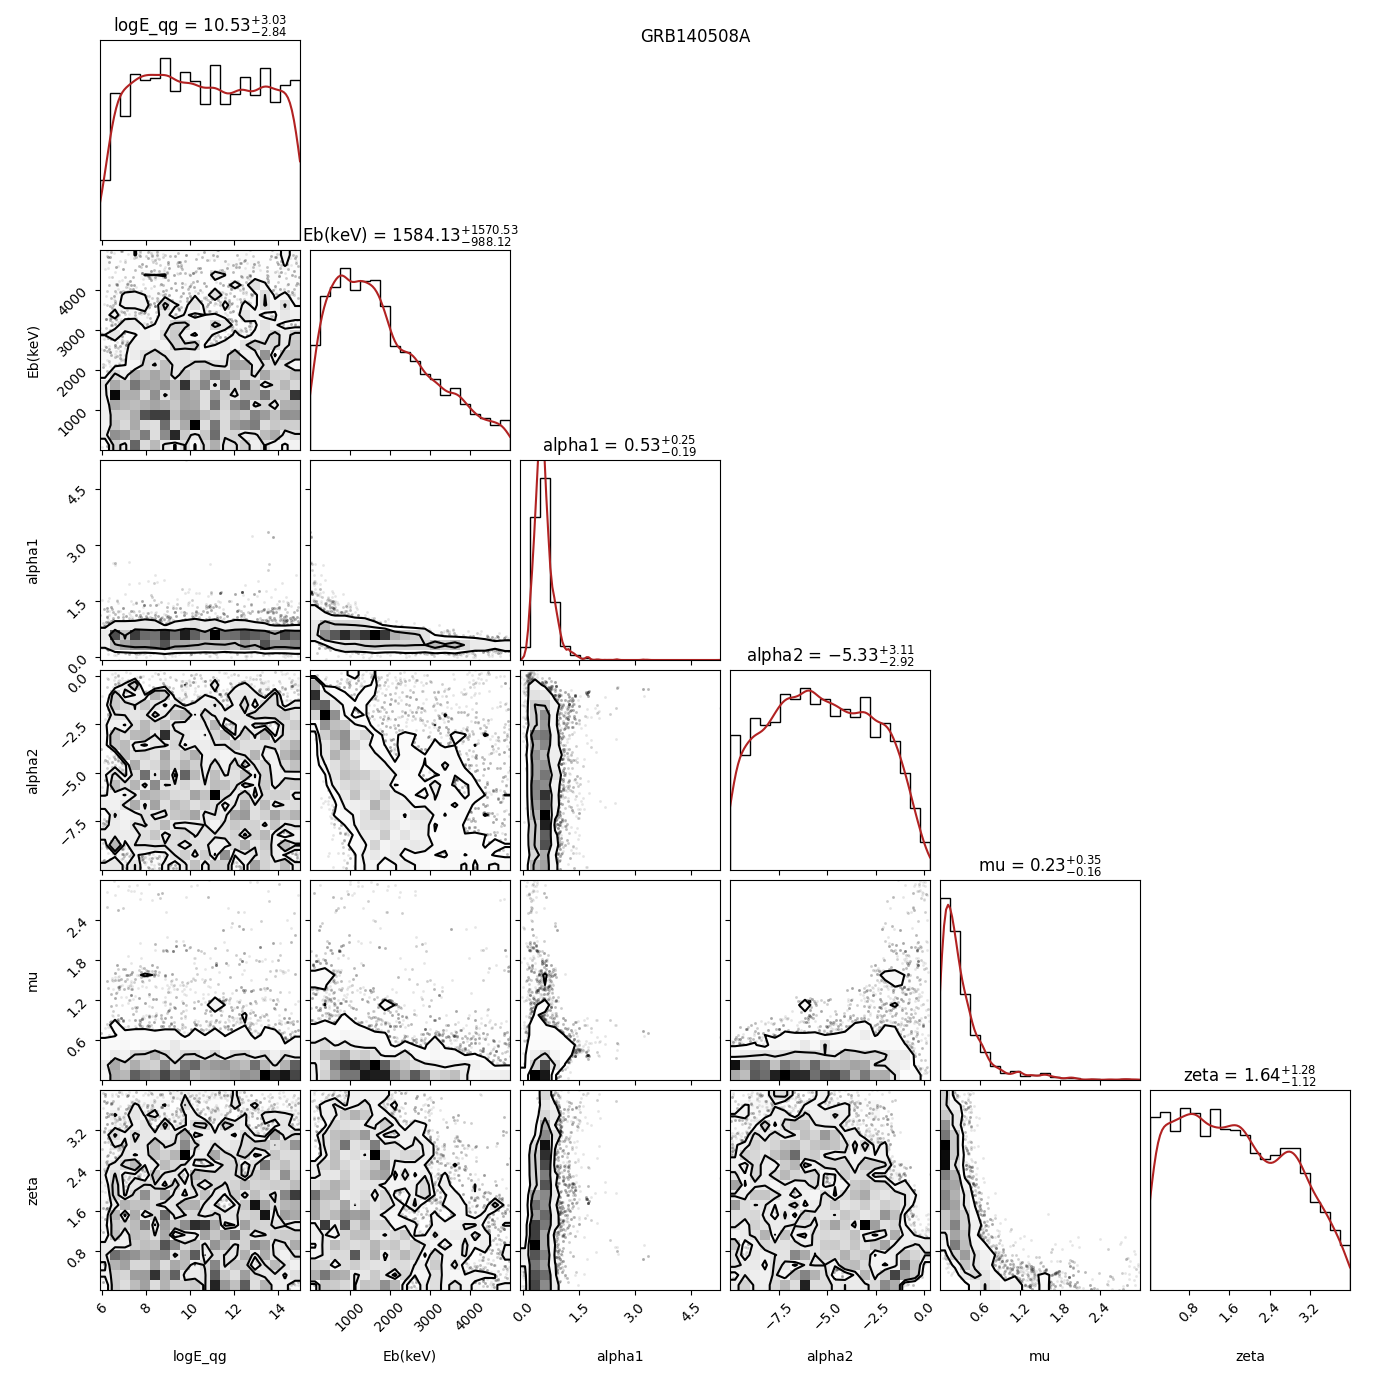 logE_qg = 10.53+3.03−2.84
GRB140508A
Eb(keV) = 1584.13+1570.53−988.12
4000
3000
2000
1000
Eb(keV)
alpha1 = 0.53+0.25−0.19
4.5
3.0
1.5
0.0
alpha1
alpha2 = −5.33+3.11−2.92
0.0
−2.5
−5.0
−7.5
alpha2
mu = 0.23+0.35−0.16
2.4
1.8
1.2
0.6
mu
zeta = 1.64+1.28−1.12
3.2
2.4
1.6
0.8
zeta
6 8 10 12 14 1000 2000 3000 4000 0.0 1.5 3.0 4.5 −7.5 −5.0 −2.5 0.0 0.6 1.2 1.8 2.4 0.8 1.6 2.4 3.2
logE_qg Eb(keV) alpha1 alpha2 mu zeta